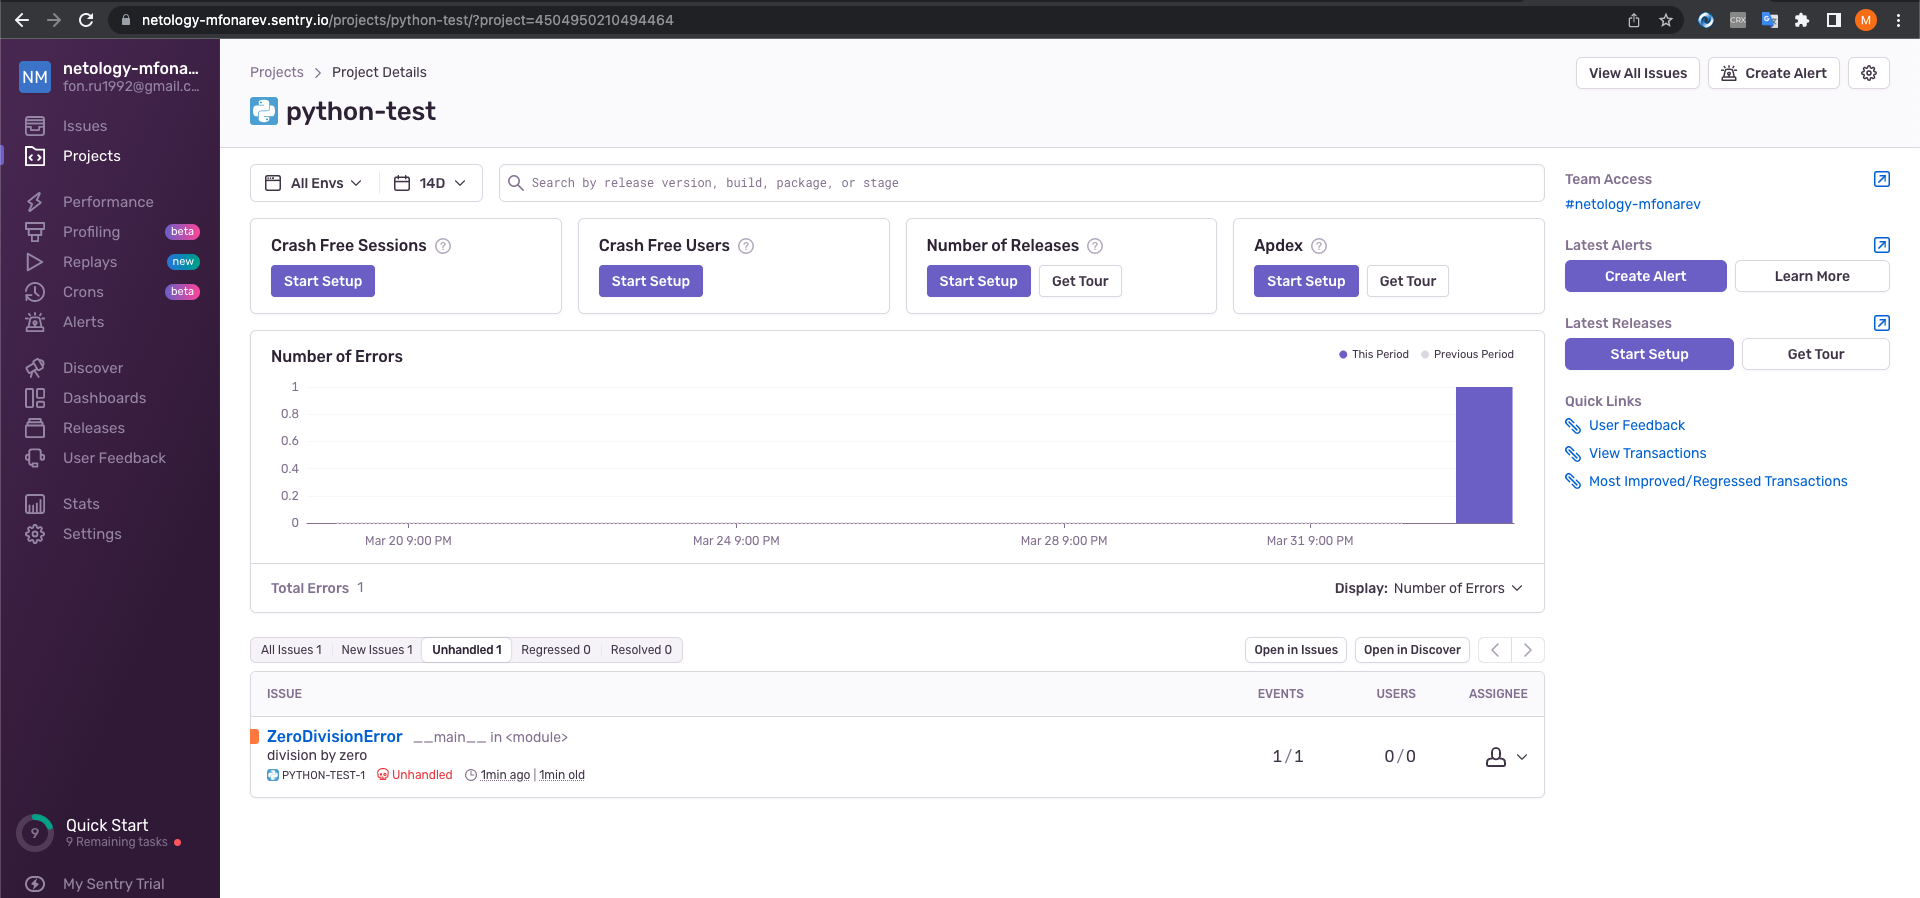 netology-mfonarev.sentry.io/projects/python-test/?project=4504950210494464
CRX
M
NM
netology-mfona...
fon.ru1992@gmail.c...
Issues
Projects
Performance
Profiling beta
Replays new
Crons beta
Alerts
Discover
Dashboards
Releases
User Feedback
Stats
Settings
9
Quick Start
9 Remaining tasks
My Sentry Trial
Projects > Project Details
python-test
View All Issues
Create Alert
All Envs
14D
Search by release version, build, package, or stage
Crash Free Sessions ?
Start Setup
Crash Free Users ?
Start Setup
Number of Releases ?
Start Setup Get Tour
Apdex ?
Start Setup Get Tour
Number of Errors
This Period Previous Period
1
0.8
0.6
0.4
0.2
0
Mar 20 9:00 PM Mar 24 9:00 PM Mar 28 9:00 PM Mar 31 9:00 PM
Total Errors 1
Display: Number of Errors
All Issues 1 New Issues 1 Unhandled 1 Regressed 0 Resolved 0
Open in Issues Open in Discover
ISSUE EVENTS USERS ASSIGNEE
ZeroDivisionError __main__ in <module>
division by zero
PYTHON-TEST-1 Unhandled 1min ago | 1min old
1/1 0/0
Team Access
#netology-mfonarev
Latest Alerts
Create Alert Learn More
Latest Releases
Start Setup Get Tour
Quick Links
User Feedback
View Transactions
Most Improved/Regressed Transactions